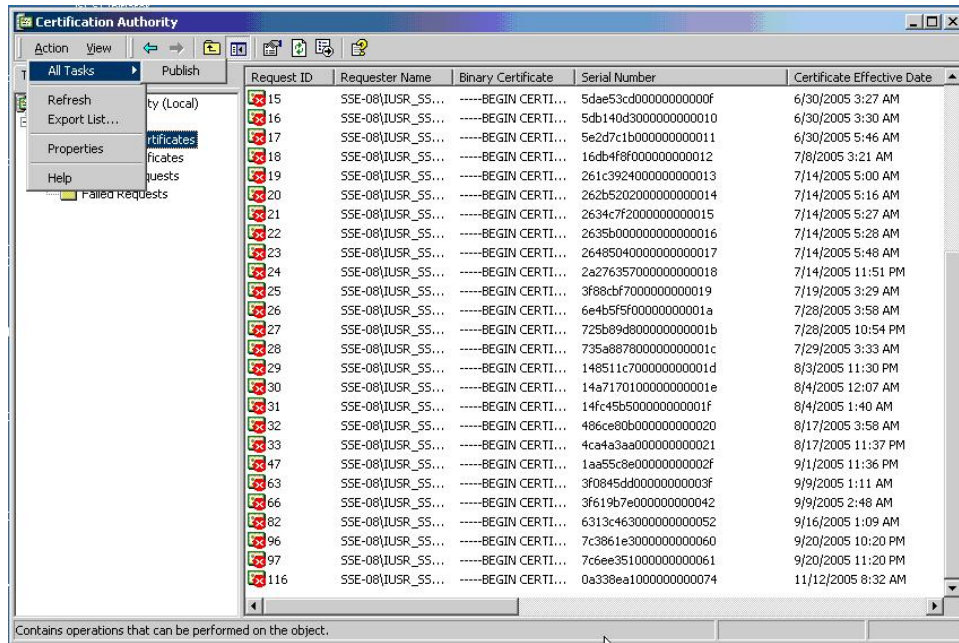 Certification Authority
Action View
All Tasks Publish
Refresh
Export List...
Properties
Help
ty (Local)
rtificates
ficates
quests
Failed Requests
Request ID Requester Name Binary Certificate Serial Number Certificate Effective Date
15 SSE-08\IUSR_SS... -----BEGIN CERTI... 5dae53cd00000000000f 6/30/2005 3:27 AM
16 SSE-08\IUSR_SS... -----BEGIN CERTI... 5db140d3000000000010 6/30/2005 3:30 AM
17 SSE-08\IUSR_SS... -----BEGIN CERTI... 5e2d7c1b000000000011 6/30/2005 5:46 AM
18 SSE-08\IUSR_SS... -----BEGIN CERTI... 16db4f8f000000000012 7/8/2005 3:21 AM
19 SSE-08\IUSR_SS... -----BEGIN CERTI... 261c3924000000000013 7/14/2005 5:00 AM
20 SSE-08\IUSR_SS... -----BEGIN CERTI... 262b5202000000000014 7/14/2005 5:16 AM
21 SSE-08\IUSR_SS... -----BEGIN CERTI... 2634c7f2000000000015 7/14/2005 5:27 AM
22 SSE-08\IUSR_SS... -----BEGIN CERTI... 2635b000000000000016 7/14/2005 5:28 AM
23 SSE-08\IUSR_SS... -----BEGIN CERTI... 26485040000000000017 7/14/2005 5:48 AM
24 SSE-08\IUSR_SS... -----BEGIN CERTI... 2a276357000000000018 7/14/2005 11:51 PM
25 SSE-08\IUSR_SS... -----BEGIN CERTI... 3f88cbf7000000000019 7/19/2005 3:29 AM
26 SSE-08\IUSR_SS... -----BEGIN CERTI... 6e4b5f5f00000000001a 7/28/2005 3:58 AM
27 SSE-08\IUSR_SS... -----BEGIN CERTI... 725b89d800000000001b 7/28/2005 10:54 PM
28 SSE-08\IUSR_SS... -----BEGIN CERTI... 735a887800000000001c 7/29/2005 3:33 AM
29 SSE-08\IUSR_SS... -----BEGIN CERTI... 148511c700000000001d 8/3/2005 11:30 PM
30 SSE-08\IUSR_SS... -----BEGIN CERTI... 14a7170100000000001e 8/4/2005 12:07 AM
31 SSE-08\IUSR_SS... -----BEGIN CERTI... 14fc45b500000000001f 8/4/2005 1:40 AM
32 SSE-08\IUSR_SS... -----BEGIN CERTI... 486ce80b000000000020 8/17/2005 3:58 AM
33 SSE-08\IUSR_SS... -----BEGIN CERTI... 4ca4a3aa000000000021 8/17/2005 11:37 PM
47 SSE-08\IUSR_SS... -----BEGIN CERTI... 1aa55c8e00000000002f 9/1/2005 11:36 PM
63 SSE-08\IUSR_SS... -----BEGIN CERTI... 3f0845dd00000000003f 9/9/2005 1:11 AM
66 SSE-08\IUSR_SS... -----BEGIN CERTI... 3f619b7e000000000042 9/9/2005 2:48 AM
82 SSE-08\IUSR_SS... -----BEGIN CERTI... 6313c463000000000052 9/16/2005 1:09 AM
96 SSE-08\IUSR_SS... -----BEGIN CERTI... 7c3861e3000000000060 9/20/2005 10:20 PM
97 SSE-08\IUSR_SS... -----BEGIN CERTI... 7c6ee351000000000061 9/20/2005 11:20 PM
116 SSE-08\IUSR_SS... -----BEGIN CERTI... 0a338ea1000000000074 11/12/2005 8:32 AM
Contains operations that can be performed on the object.